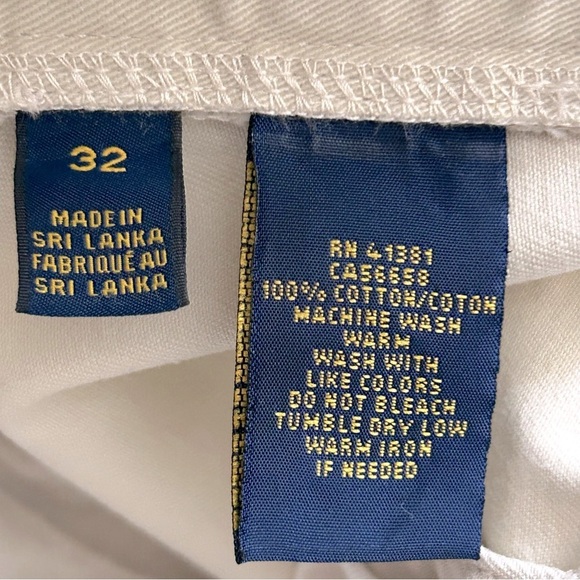 32
MADE IN
SRI LANKA
FABRIQUÉ AU
SRI LANKA
RN 41381
CA56658
100% COTTON/COTON
MACHINE WASH
WARM
WASH WITH
LIKE COLORS
DO NOT BLEACH
TUMBLE DRY LOW
WARM IRON
IF NEEDED